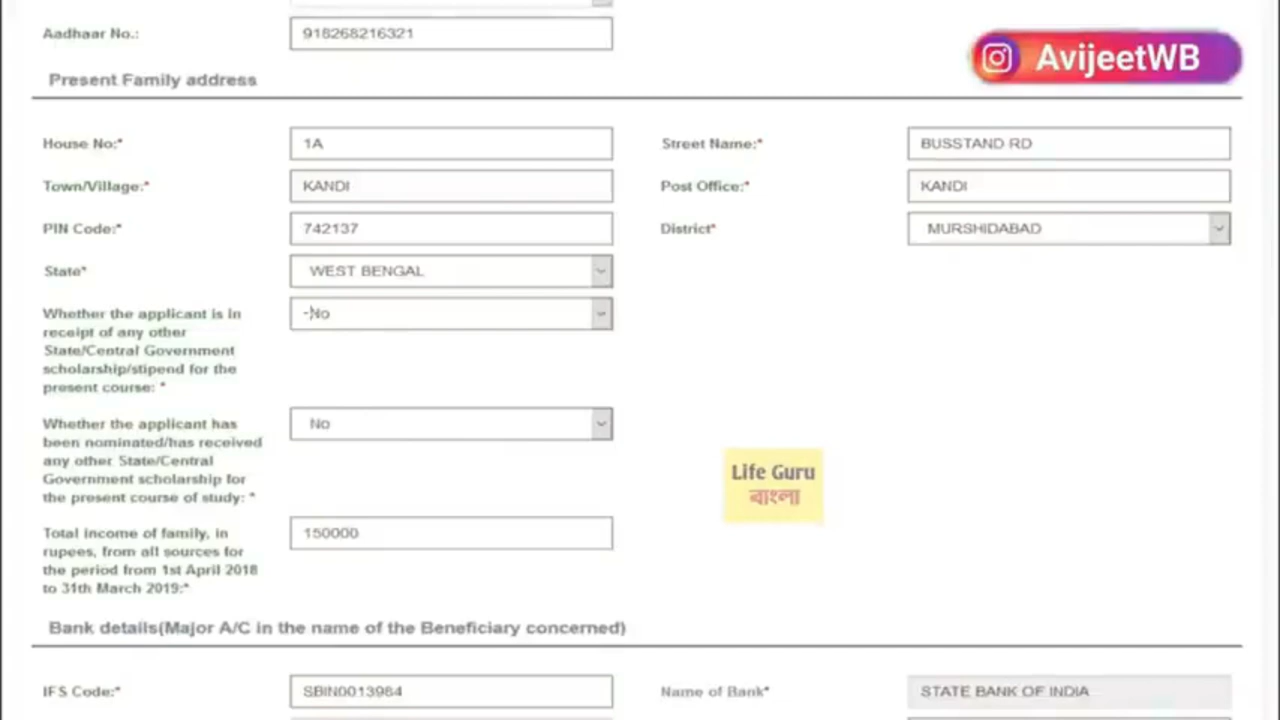 Aadhaar No.: 918268216321
AvijeetWB
Present Family address
House No:* 1A Street Name:* BUSSTAND RD
Town/Village:* KANDI Post Office:* KANDI
PIN Code:* 742137 District* MURSHIDABAD
State* WEST BENGAL
Whether the applicant is in -No
receipt of any other
State/Central Government
scholarship/stipend for the
present course: *
Whether the applicant has No
been nominated/has received
any other State/Central
Government scholarship for
the present course of study: *
Life Guru
বাংলা
Total income of family, in 150000
rupees, from all sources for
the period from 1st April 2018
to 31th March 2019:*
Bank details(Major A/C in the name of the Beneficiary concerned)
IFS Code:* SBIN0013964 Name of Bank* STATE BANK OF INDIA